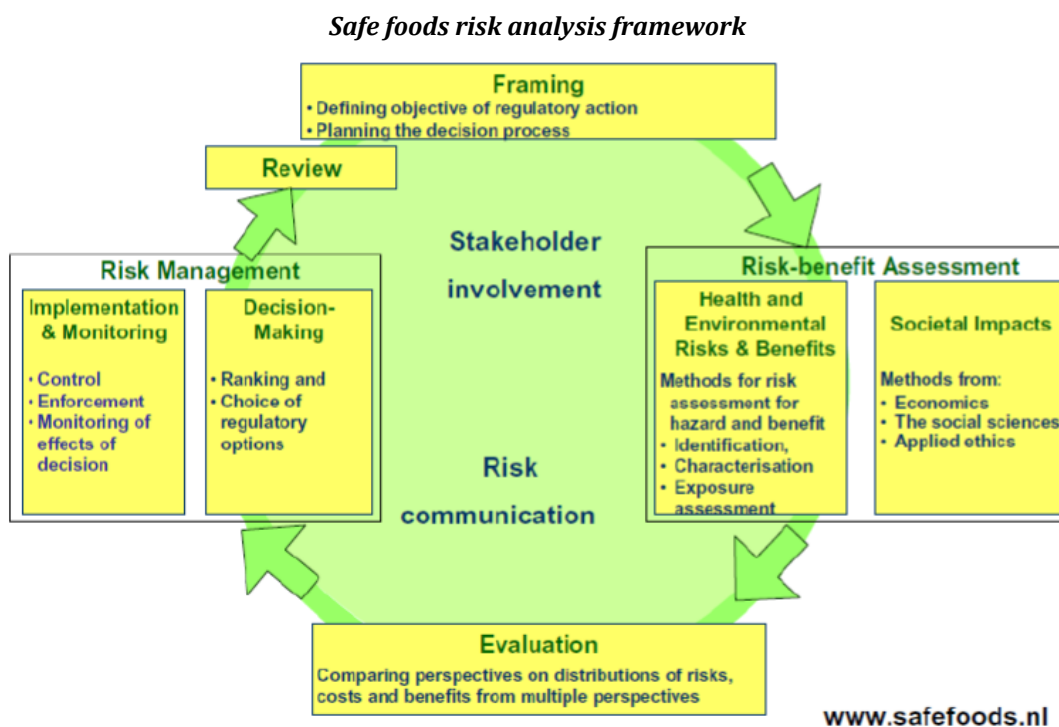 Safe foods risk analysis framework
Framing
• Defining objective of regulatory action
• Planning the decision process
Review
Stakeholder
involvement
Risk Management
Implementation
& Monitoring
• Control
• Enforcement
• Monitoring of
effects of
decision
Decision-
Making
• Ranking and
• Choice of
regulatory
options
Risk-benefit Assessment
Health and
Environmental
Risks & Benefits
Methods for risk
assessment for
hazard and benefit
• Identification,
• Characterisation
• Exposure
assessment
Societal Impacts
Methods from:
• Economics
• The social sciences
• Applied ethics
Risk
communication
Evaluation
Comparing perspectives on distributions of risks,
costs and benefits from multiple perspectives
www.safefoods.nl